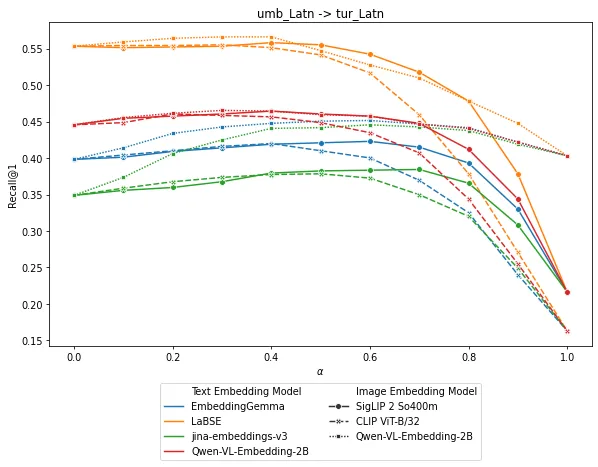 umb_Latn -> tur_Latn
Recall@1
0.55
0.50
0.45
0.40
0.35
0.30
0.25
0.20
0.15
0.0 0.2 0.4 0.6 0.8 1.0
α
Text Embedding Model
EmbeddingGemma
LaBSE
jina-embeddings-v3
Qwen-VL-Embedding-2B
Image Embedding Model
SigLIP 2 So400m
CLIP ViT-B/32
Qwen-VL-Embedding-2B